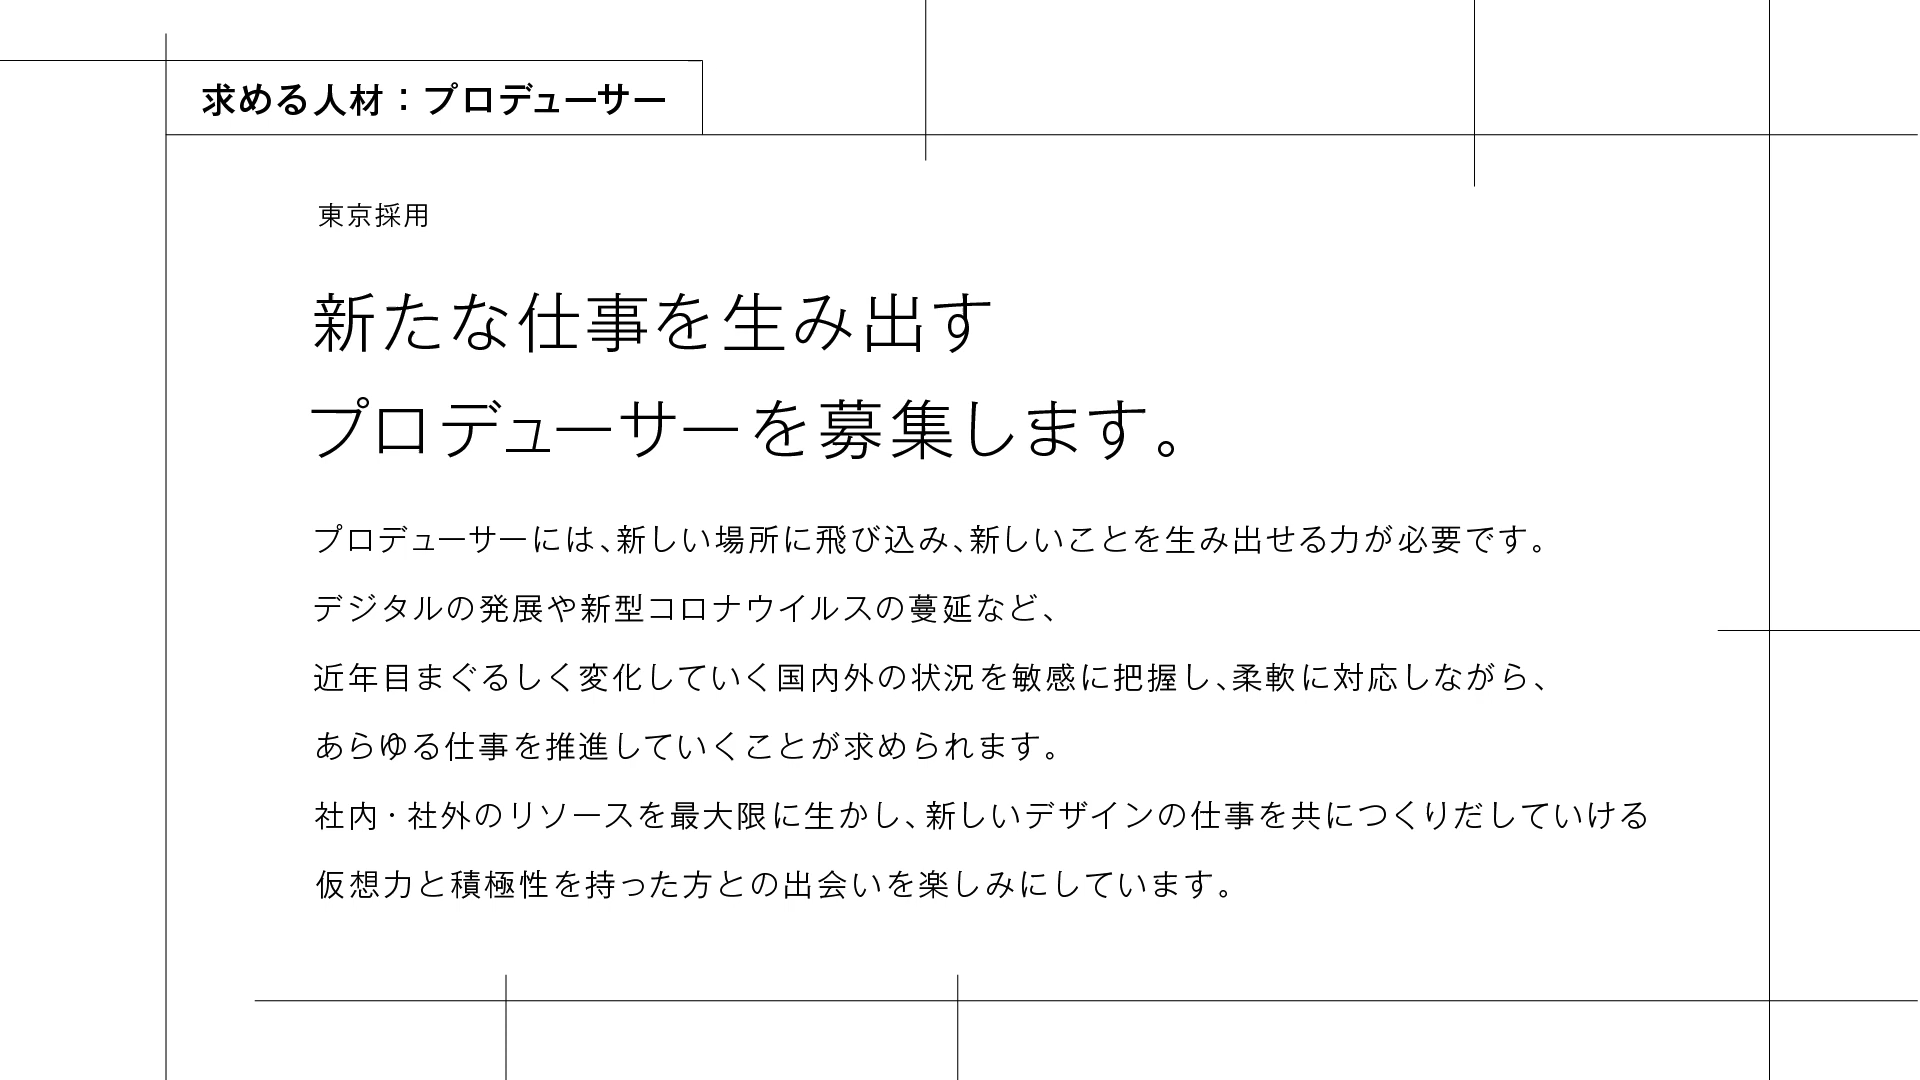 求める人材：プロデューサー
東京採用
新たな仕事を生み出す
プロデューサーを募集します。
プロデューサーには、新しい場所に飛び込み、新しいことを生み出せる力が必要です。
デジタルの発展や新型コロナウイルスの蔓延など、
近年目まぐるしく変化していく国内外の状況を敏感に把握し、柔軟に対応しながら、
あらゆる仕事を推進していくことが求められます。
社内・社外のリソースを最大限に生かし、新しいデザインの仕事を共につくりだしていける
仮想力と積極性を持った方との出会いを楽しみにしています。